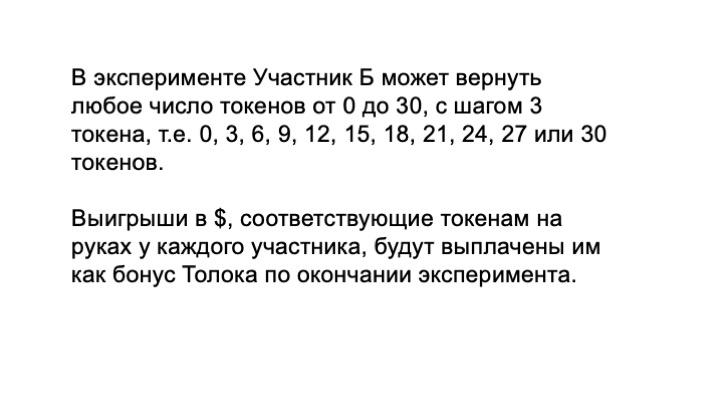 В эксперименте Участник Б может вернуть
любое число токенов от 0 до 30, с шагом 3
токена, т.е. 0, 3, 6, 9, 12, 15, 18, 21, 24, 27 или 30
токенов.
Выигрыши в $, соответствующие токенам на
руках у каждого участника, будут выплачены им
как бонус Толока по окончании эксперимента.